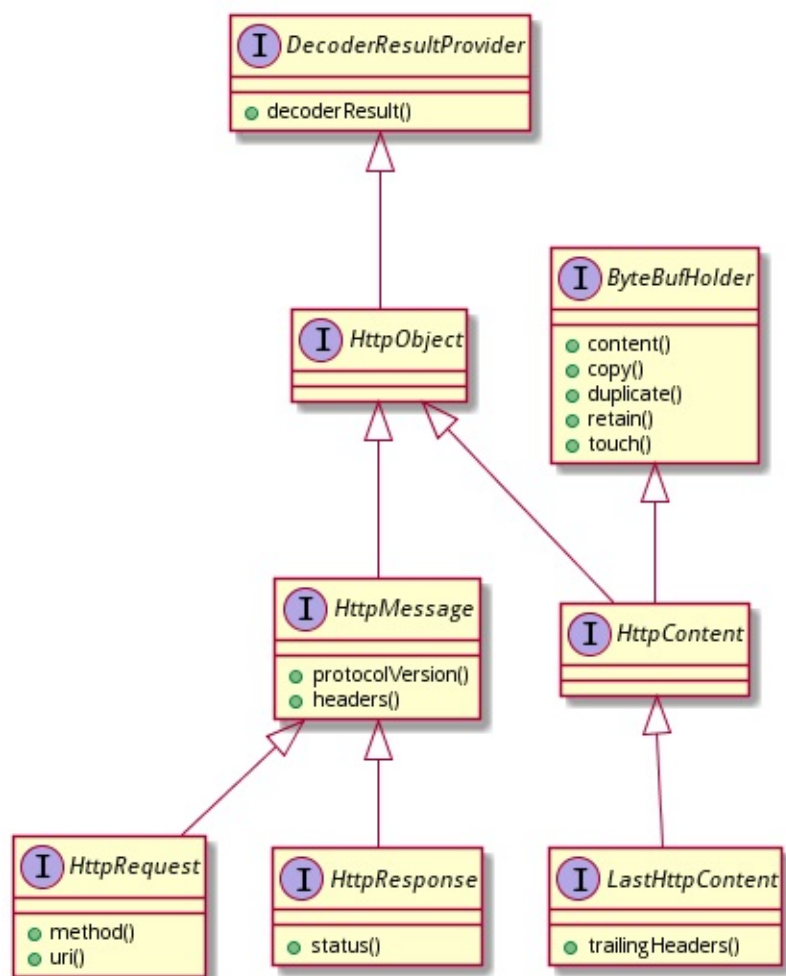 I DecoderResultProvider
decoderResult()
I ByteBufHolder
content()
copy()
duplicate()
retain()
touch()
I HttpObject
I HttpMessage
protocolVersion()
headers()
I HttpContent
I HttpRequest
method()
uri()
I HttpResponse
status()
I LastHttpContent
trailingHeaders()